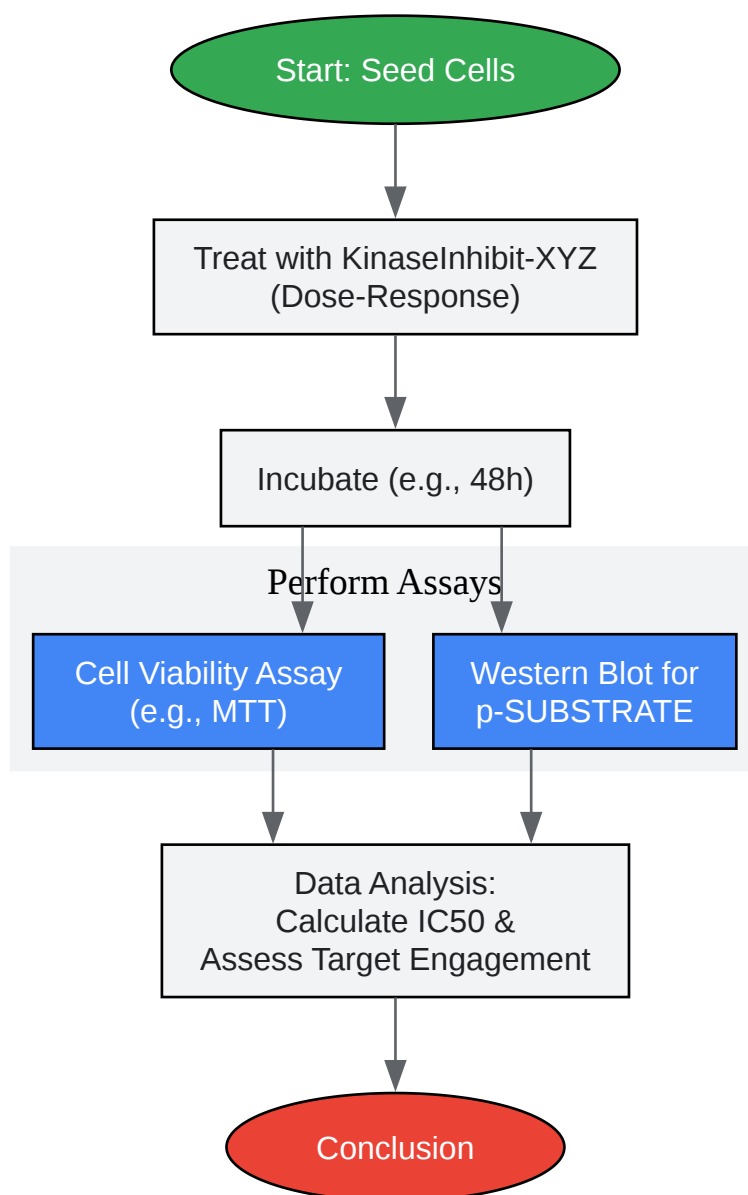 Start: Seed Cells
Treat with KinaseInhibit-XYZ
(Dose-Response)
Incubate (e.g., 48h)
Perform Assays
Cell Viability Assay
(e.g., MTT)
Western Blot for
p-SUBSTRATE
Data Analysis:
Calculate IC50 &
Assess Target Engagement
Conclusion